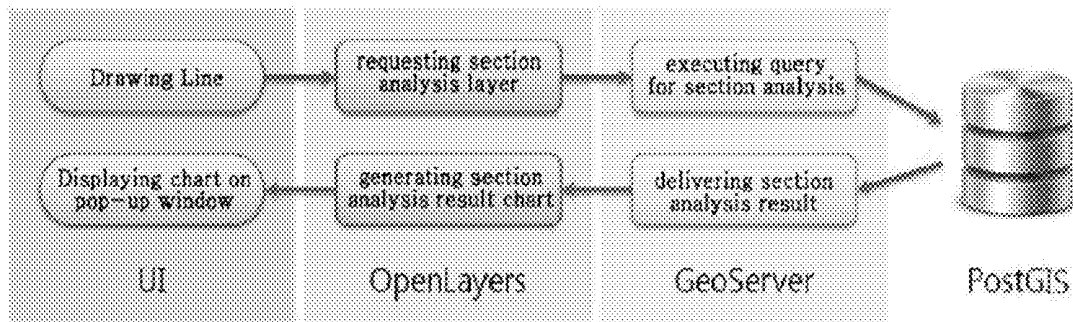 Drawing Line
requesting section
analysis layer
executing query
for section analysis
Displaying chart on
pop-up window
generating section
analysis result chart
delivering section
analysis result
UI
OpenLayers
GeoServer
PostGIS